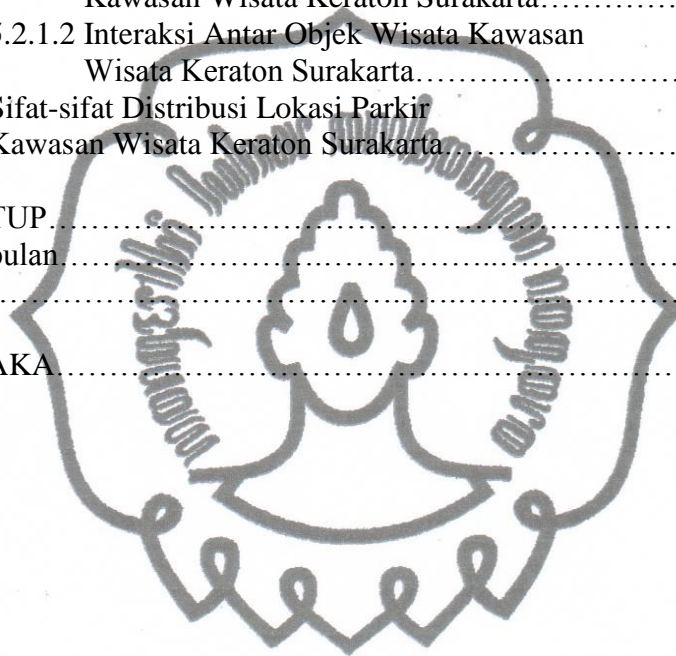 Kawasan Wisata Keraton Surakarta……………
5.2.1.2 Interaksi Antar Objek Wisata Kawasan
Wisata Keraton Surakarta……………………
Sifat-sifat Distribusi Lokasi Parkir
Kawasan Wisata Keraton Surakarta……………………
TUP……………………………………………………
pulan……………………………………………………
……………………………………………………
AKA……………………………………………………